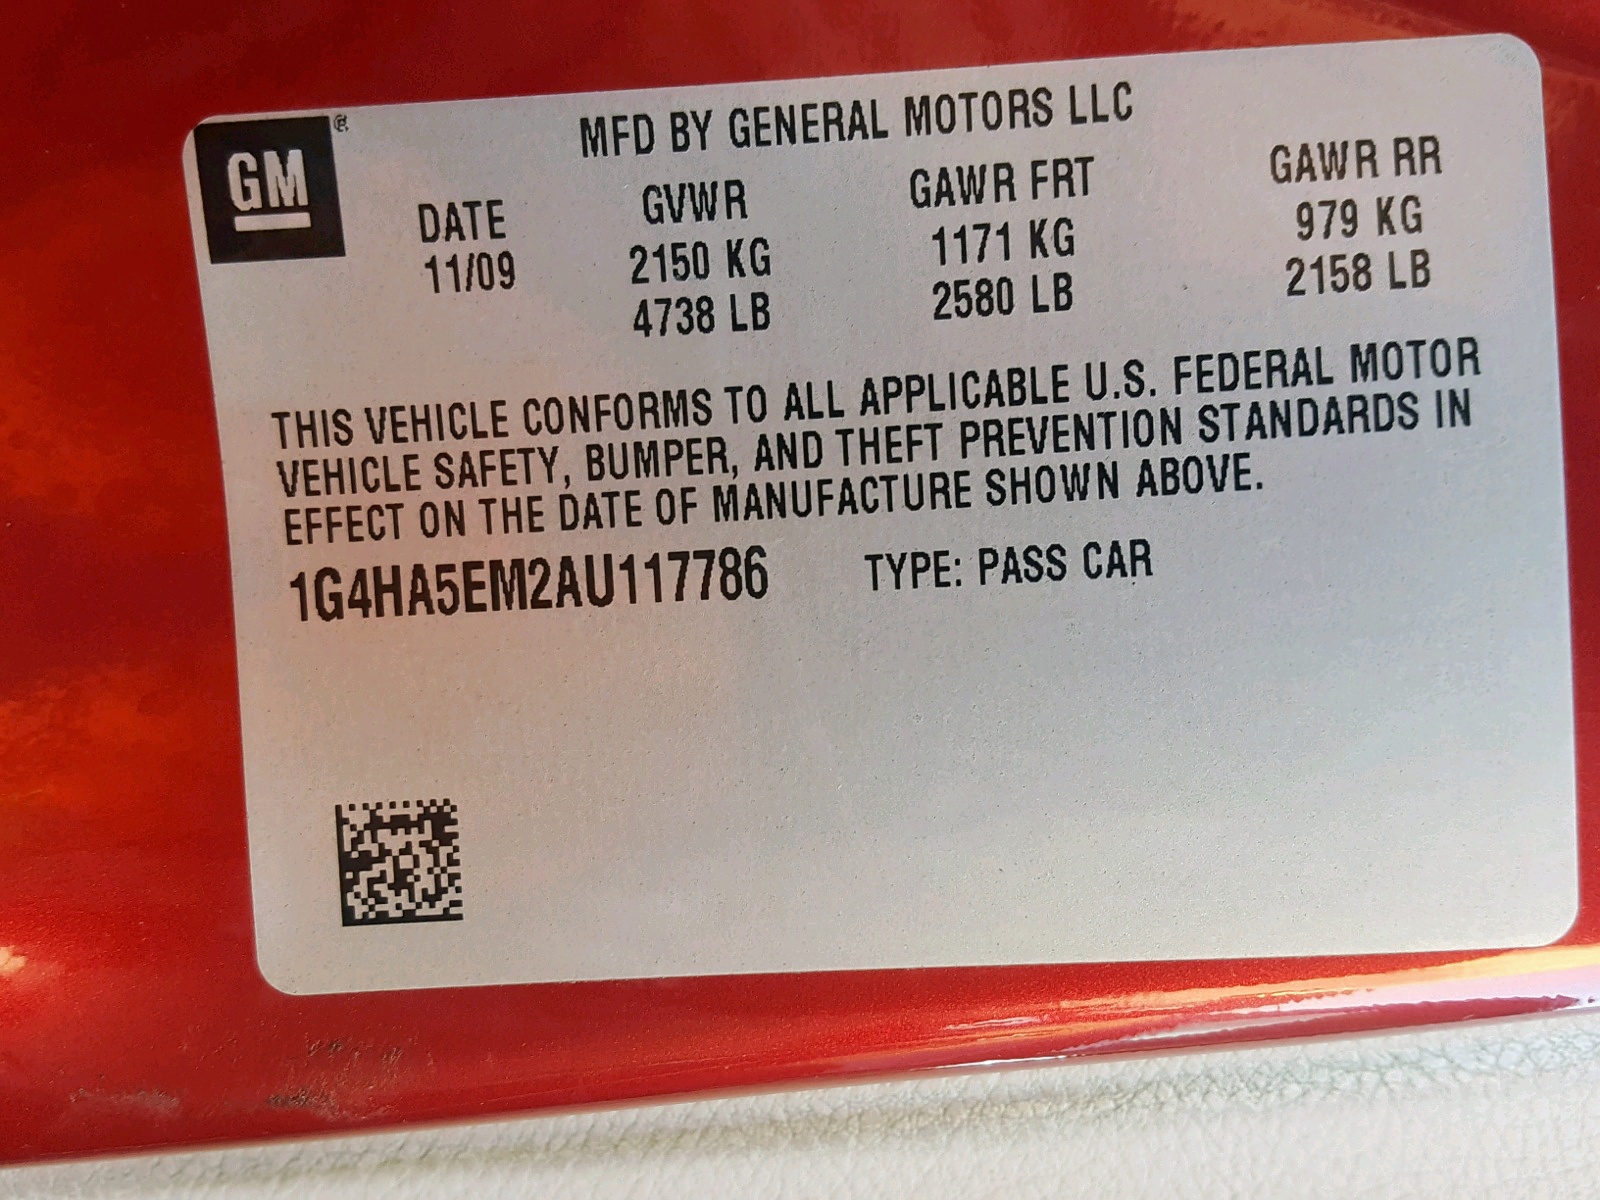 GM®
MFD BY GENERAL MOTORS LLC
DATE GVWR GAWR FRT GAWR RR
11/09 2150 KG 1171 KG 979 KG
4738 LB 2580 LB 2158 LB
THIS VEHICLE CONFORMS TO ALL APPLICABLE U.S. FEDERAL MOTOR
VEHICLE SAFETY, BUMPER, AND THEFT PREVENTION STANDARDS IN
EFFECT ON THE DATE OF MANUFACTURE SHOWN ABOVE.
1G4HA5EM2AU117786 TYPE: PASS CAR